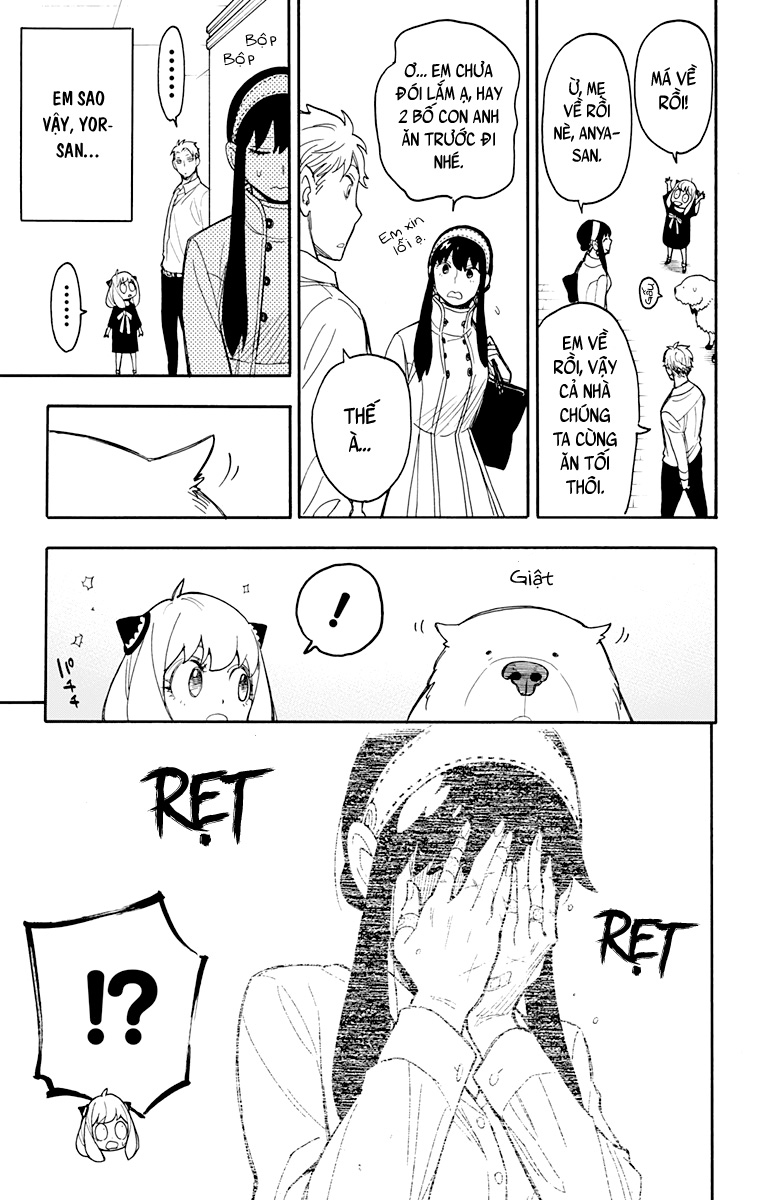 MÁ VỀ
RỒI!
Ừ, MẸ
VỀ RỒI
NÈ, ANYA-
SAN.
Gâu
EM VỀ
RỒI, VẬY
CẢ NHÀ
CHÚNG
TA CÙNG
ĂN TỐI
THÔI.
Ơ... EM CHƯA
ĐÓI LẮM Ạ, HAY
2 BỐ CON ANH
ĂN TRƯỚC ĐI
NHÉ.
Em xin
lỗi ạ.
THẾ
À...
Bộp
Bộp
.....
EM SAO
VẬY, YOR-
SAN...
....
Giật
!
RẸT
RẸT
!?